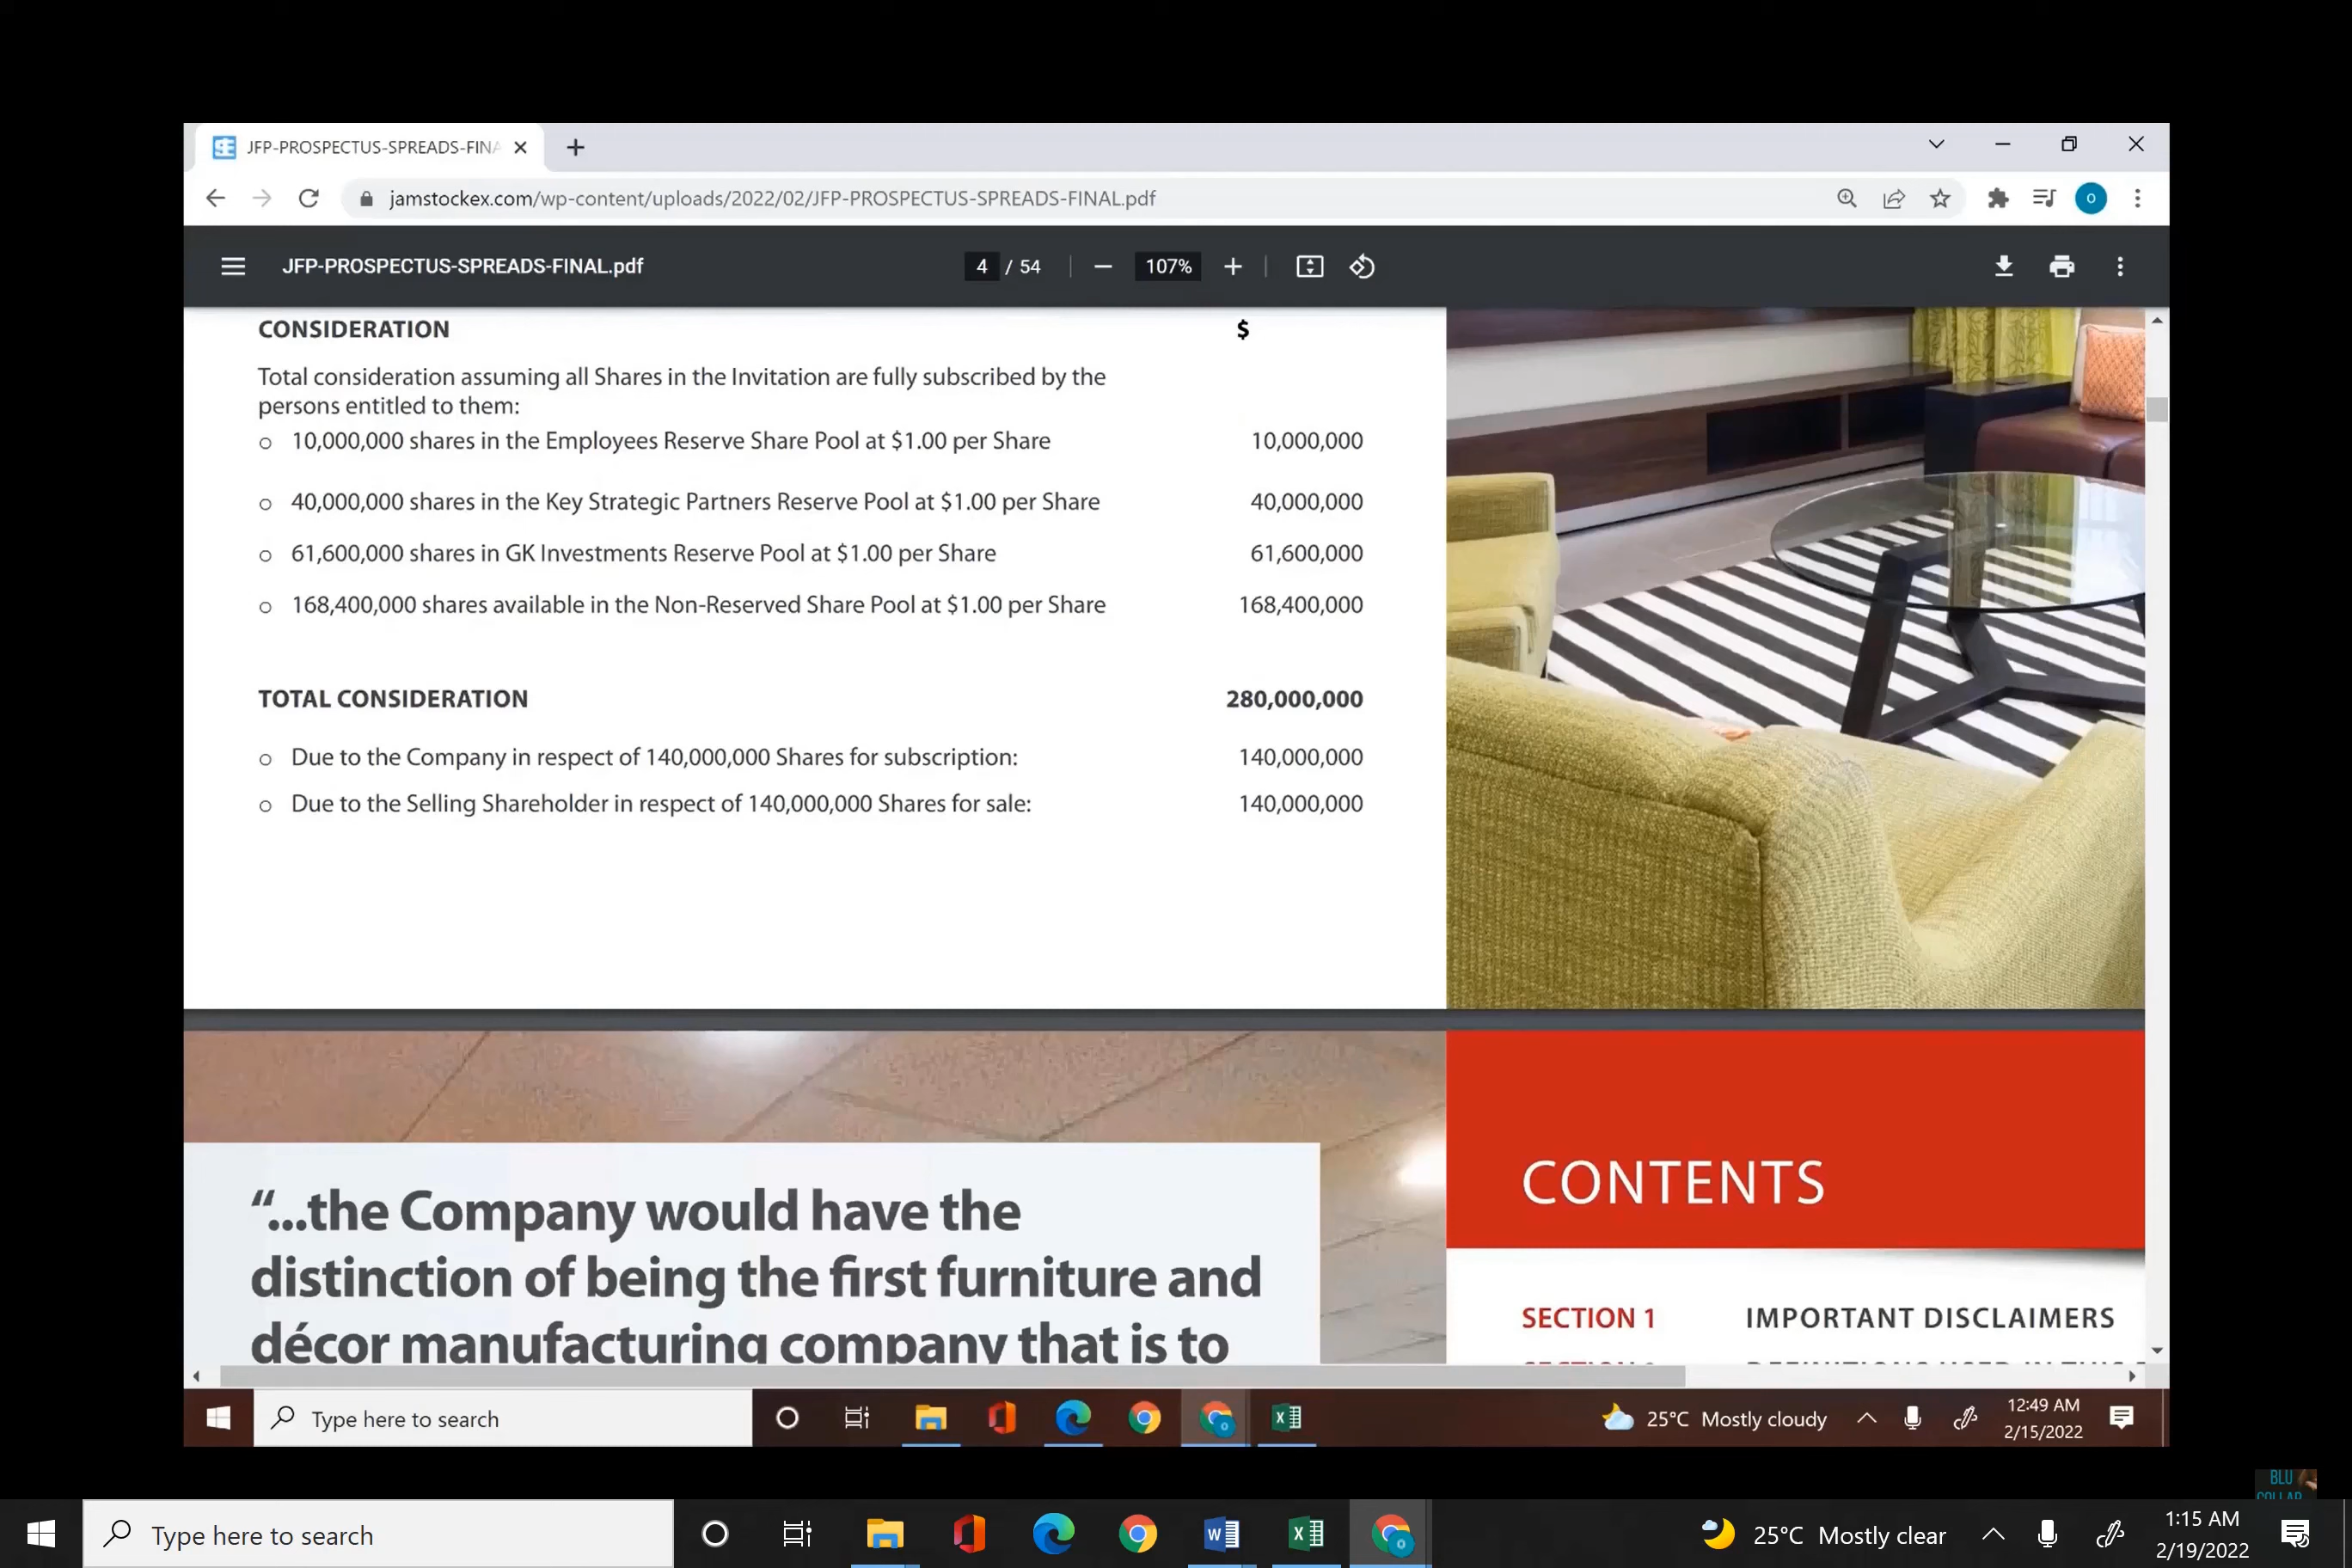 JFP-PROSPECTUS-SPREADS-FINA
jamstockex.com/wp-content/uploads/2022/02/JFP-PROSPECTUS-SPREADS-FINAL.pdf
O
JFP-PROSPECTUS-SPREADS-FINAL.pdf
4 / 54
107%
CONSIDERATION $
Total consideration assuming all Shares in the Invitation are fully subscribed by the
persons entitled to them:
10,000,000 shares in the Employees Reserve Share Pool at $1.00 per Share 10,000,000
40,000,000 shares in the Key Strategic Partners Reserve Pool at $1.00 per Share 40,000,000
61,600,000 shares in GK Investments Reserve Pool at $1.00 per Share 61,600,000
168,400,000 shares available in the Non-Reserved Share Pool at $1.00 per Share 168,400,000
TOTAL CONSIDERATION 280,000,000
Due to the Company in respect of 140,000,000 Shares for subscription: 140,000,000
Due to the Selling Shareholder in respect of 140,000,000 Shares for sale: 140,000,000
“...the Company would have the
distinction of being the first furniture and
décor manufacturing company that is to
CONTENTS
SECTION 1 IMPORTANT DISCLAIMERS
Type here to search
25°C Mostly cloudy
12:49 AM
2/15/2022
BLU
COLLAR
Type here to search
25°C Mostly clear
1:15 AM
2/19/2022